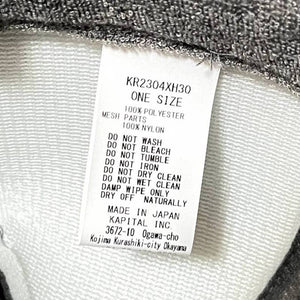 KR2304XH30
ONE SIZE
100% POLYESTER
MESH PARTS
100% NYLON
DO NOT WASH
DO NOT BLEACH
DO NOT TUMBLE
DO NOT IRON
DO NOT DRY CLEAN
DO NOT WET CLEAN
DAMP WIPE ONLY
DRY OFF NATURALLY
MADE IN JAPAN
KAPITAL INC.
3672-10 Ogawa-cho
Kojima Kurashiki-city Okayama